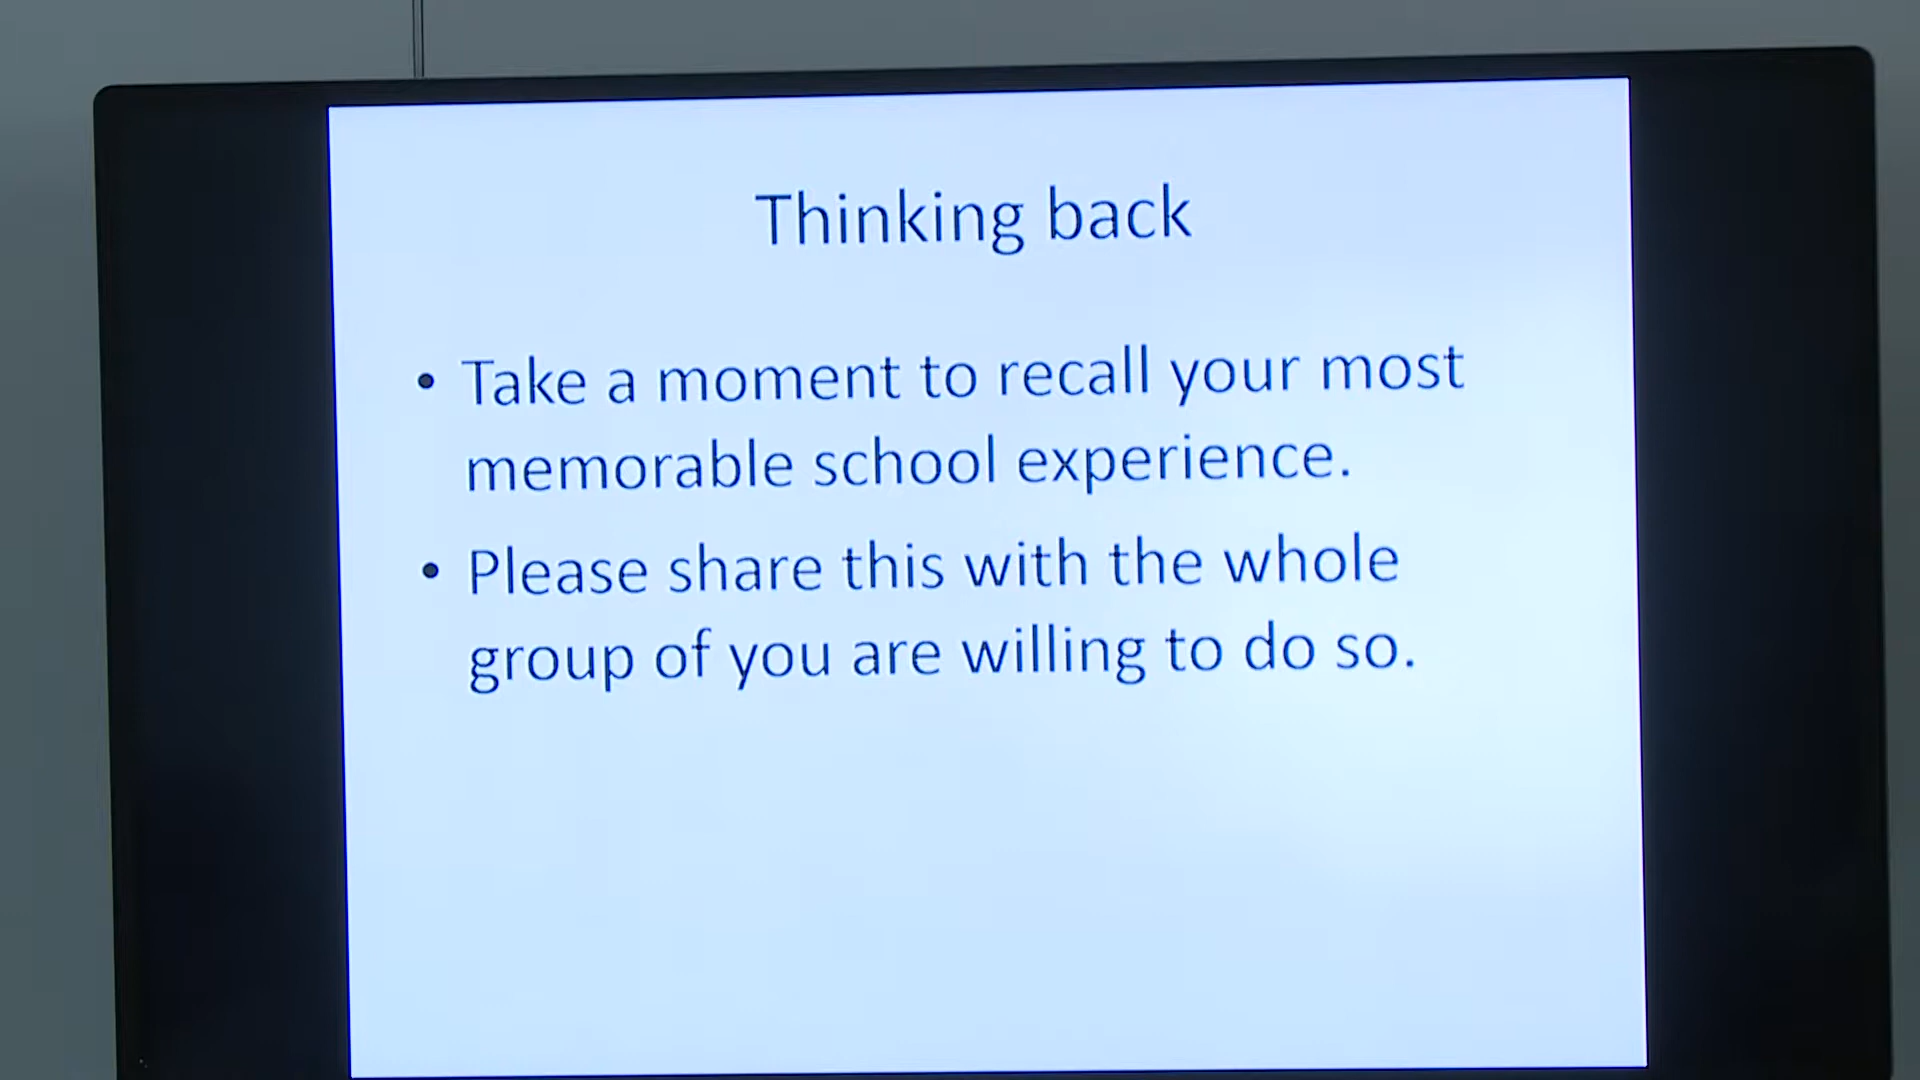 Thinking back
• Take a moment to recall your most
memorable school experience.
• Please share this with the whole
group of you are willing to do so.